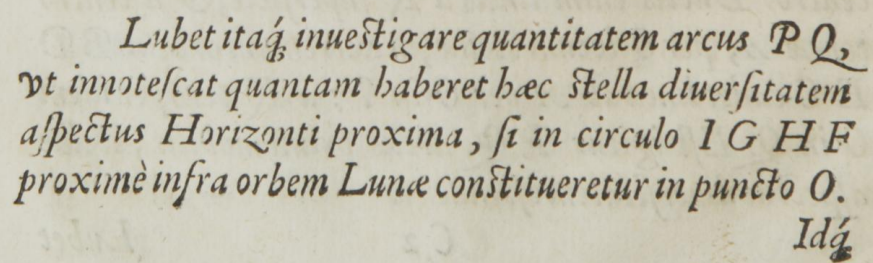 Lubet itaq́; inueſtigare quantitatem arcus P Q,
vt innoteſcat quantam haberet hæc ſtella diuerſitatem
aſpectus Horizonti proxima, ſi in circulo I G H F
proximè infra orbem Lunæ conſtitueretur in puncto O.
Idq́;